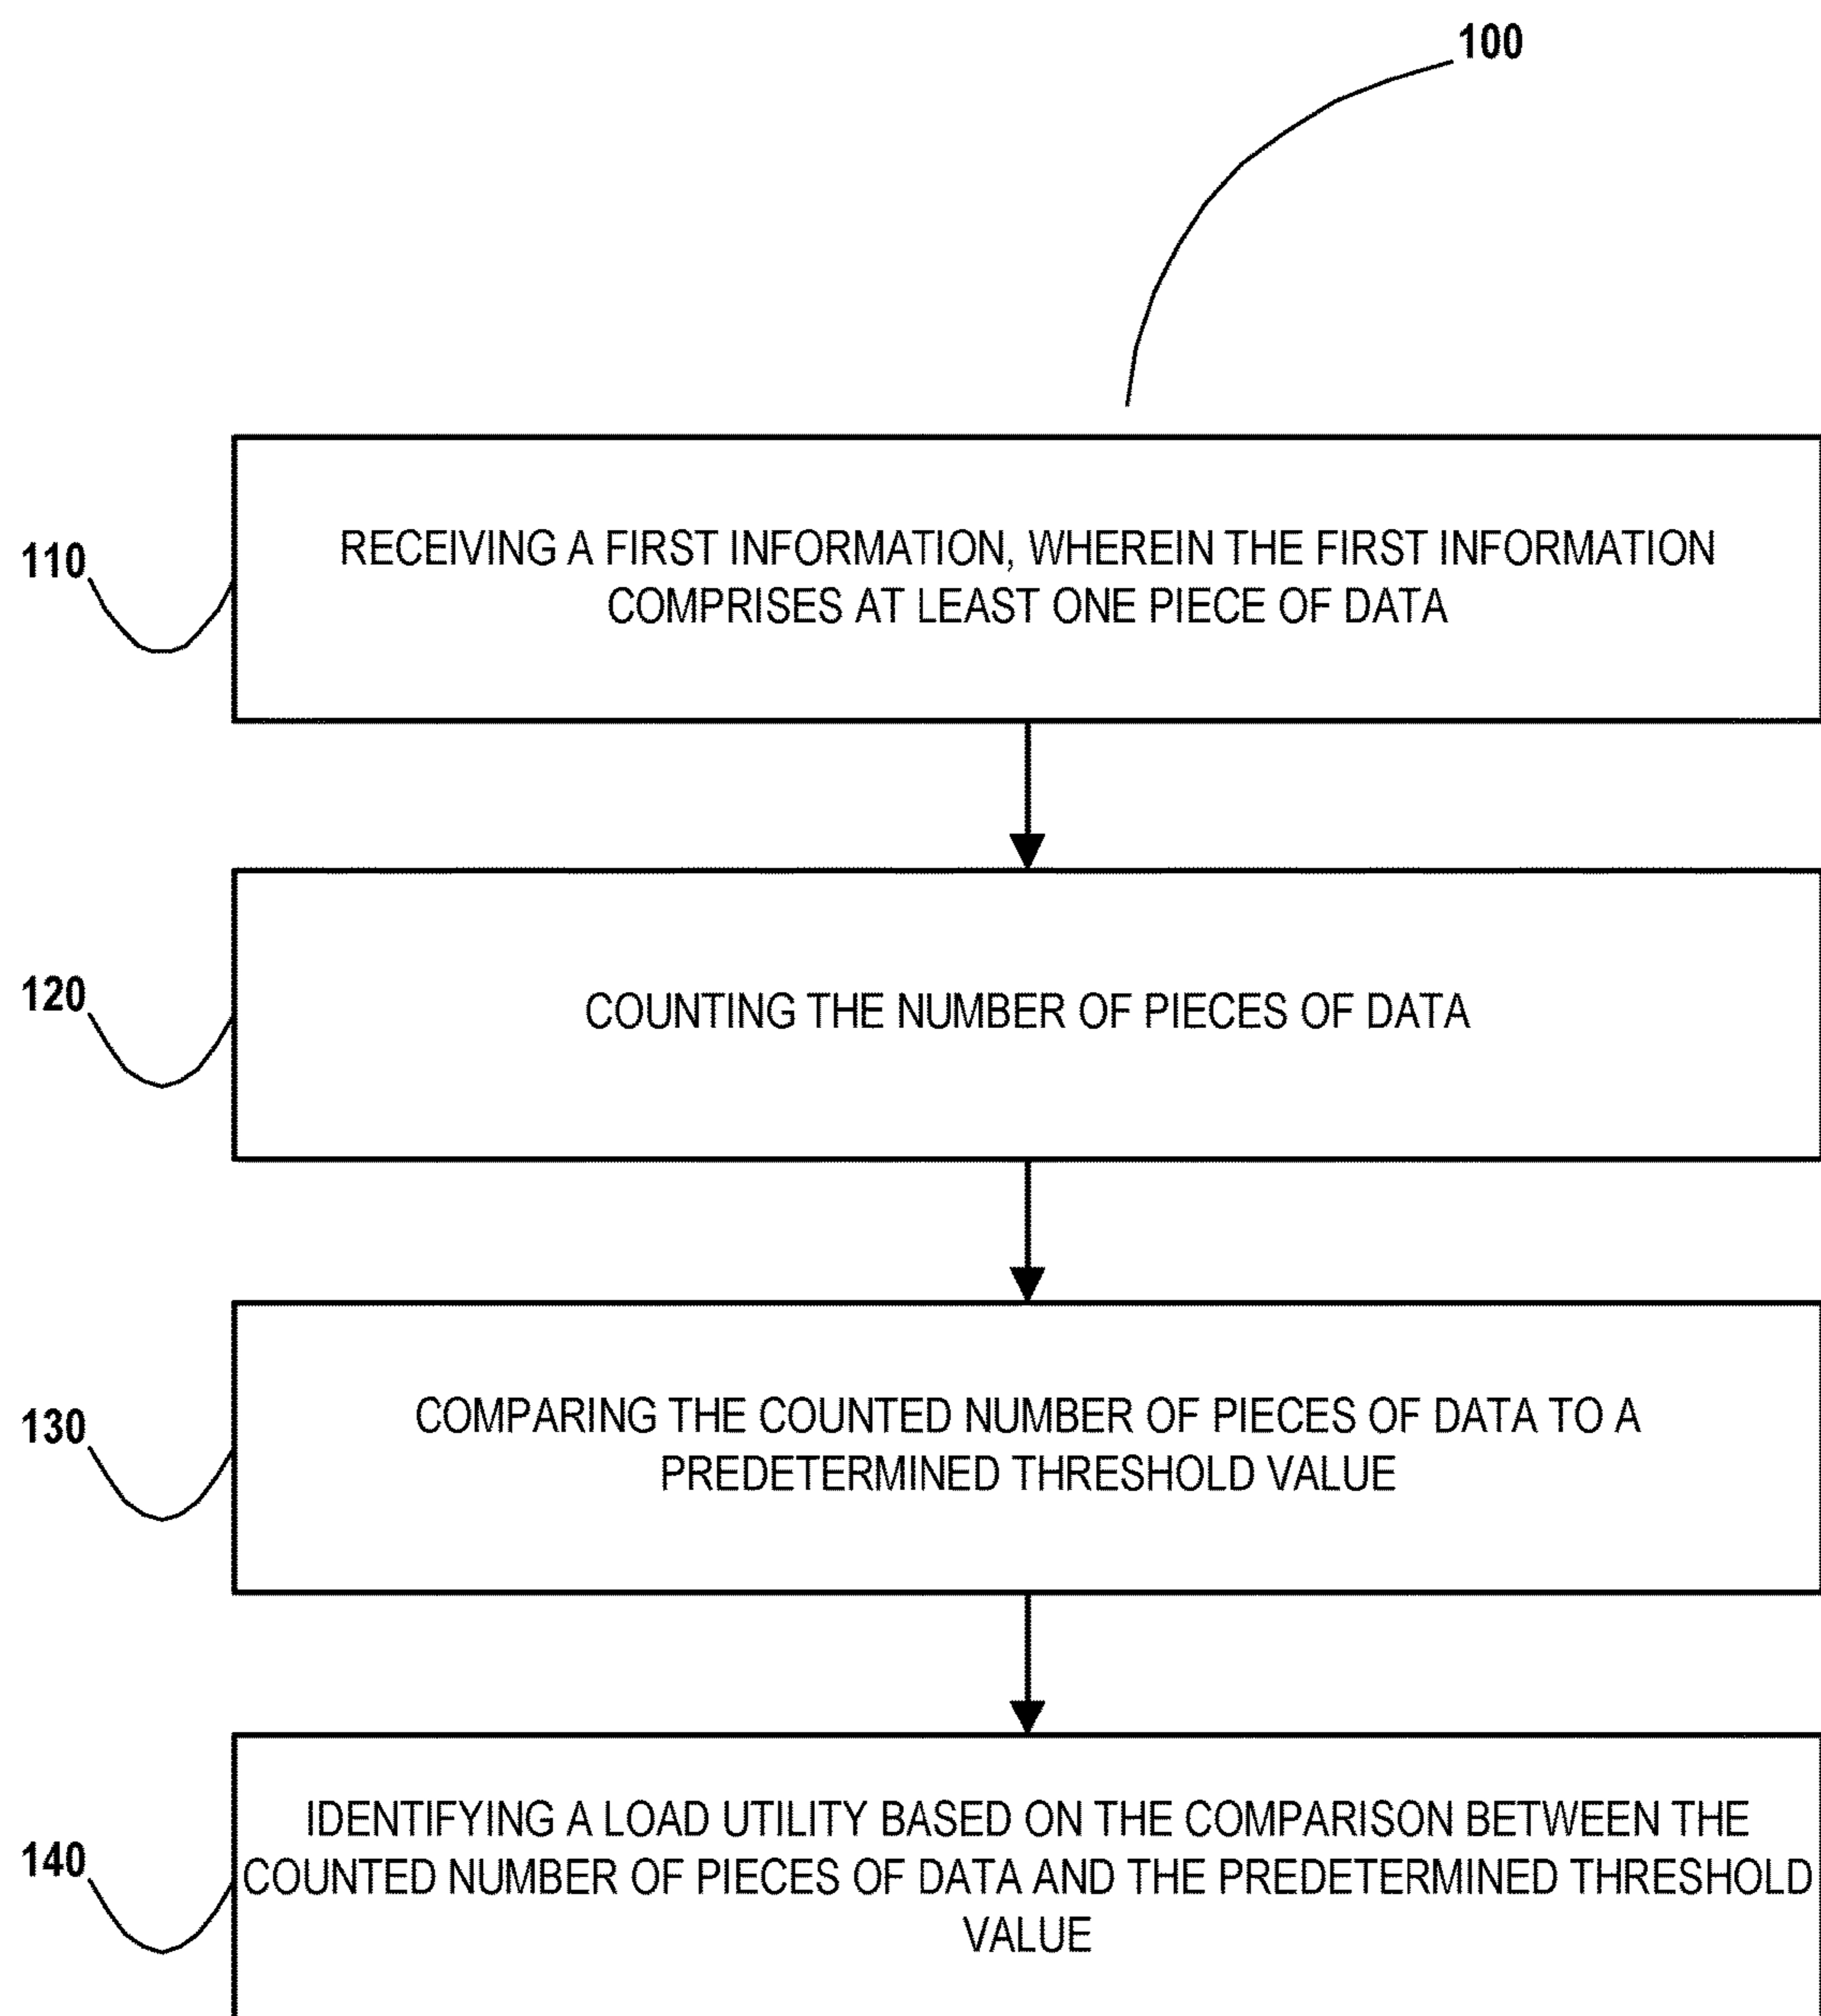 100
110
RECEIVING A FIRST INFORMATION, WHEREIN THE FIRST INFORMATION
COMPRISES AT LEAST ONE PIECE OF DATA
120
COUNTING THE NUMBER OF PIECES OF DATA
130
COMPARING THE COUNTED NUMBER OF PIECES OF DATA TO A
PREDETERMINED THRESHOLD VALUE
140
IDENTIFYING A LOAD UTILITY BASED ON THE COMPARISON BETWEEN THE
COUNTED NUMBER OF PIECES OF DATA AND THE PREDETERMINED THRESHOLD
VALUE